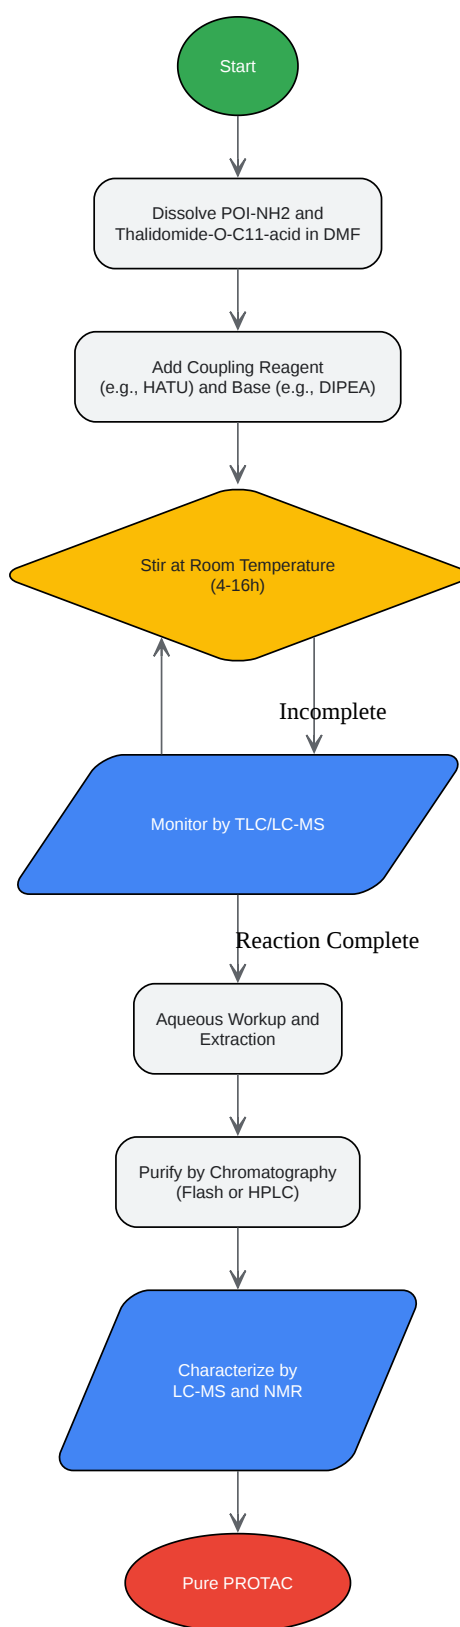 Start
Dissolve POI-NH2 and
Thalidomide-O-C11-acid in DMF
Add Coupling Reagent
(e.g., HATU) and Base (e.g., DIPEA)
Stir at Room Temperature
(4-16h)
Incomplete
Monitor by TLC/LC-MS
Reaction Complete
Aqueous Workup and
Extraction
Purify by Chromatography
(Flash or HPLC)
Characterize by
LC-MS and NMR
Pure PROTAC